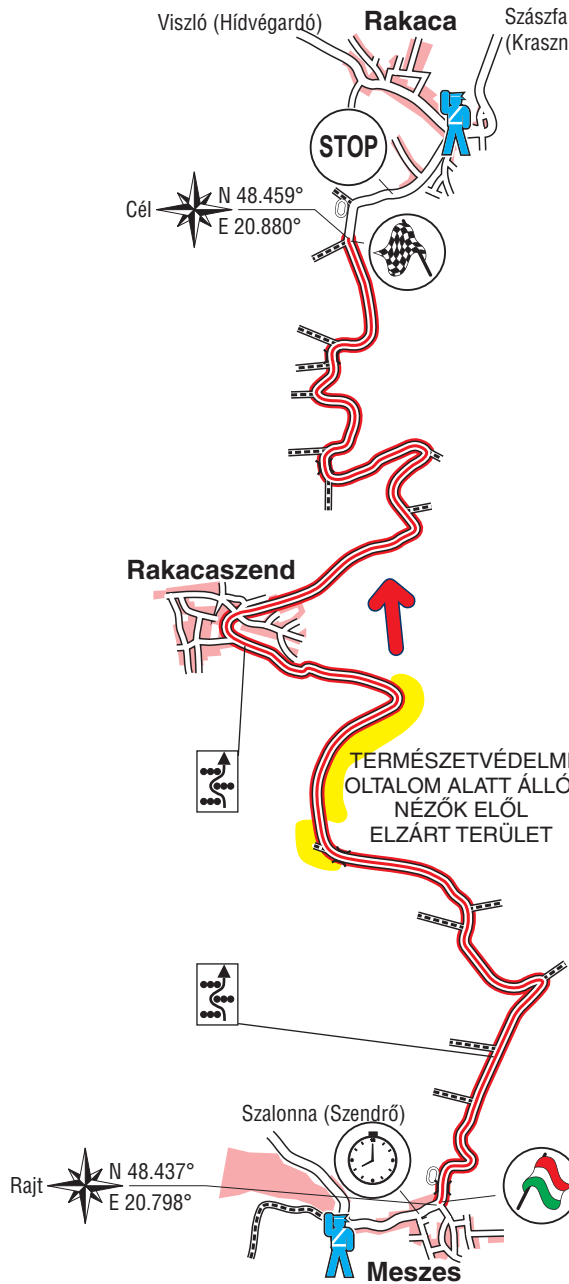 Viszló (Hídvégardó)
Rakaca
Szászfa
(Kraszn
STOP
Cél
N 48.459°
E 20.880°
Rakacaszend
TERMÉSZETVÉDELMI
OLTALOM ALATT ÁLLÓ
NÉZŐK ELŐL
ELZÁRT TERÜLET
Szalonna (Szendrő)
Rajt
N 48.437°
E 20.798°
Meszes